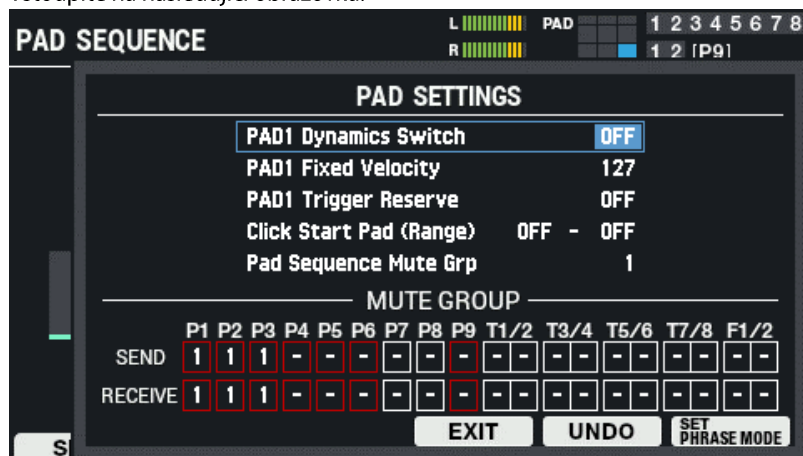 PAD SEQUENCE
L
R
PAD
1 2 3 4 5 6 7 8
1 2 [P9]
PAD SETTINGS
PAD1 Dynamics Switch OFF
PAD1 Fixed Velocity 127
PAD1 Trigger Reserve OFF
Click Start Pad (Range) OFF - OFF
Pad Sequence Mute Grp 1
MUTE GROUP
P1 P2 P3 P4 P5 P6 P7 P8 P9 T1/2 T3/4 T5/6 T7/8 F1/2
SEND 1 1 1 - - - - - - - - - - - - - - - -
RECEIVE 1 1 1 - - - - - - - - - - - - - - - -
EXIT UNDO SET PHRASE MODE